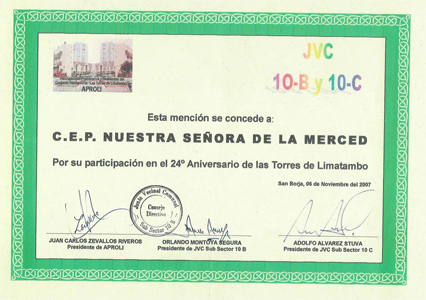 JVC
10-B y 10-C
APROLI
Esta mención se concede a:
C.E.P. NUESTRA SEÑORA DE LA MERCED
Por su participación en el 24º Aniversario de las Torres de Limatambo
San Borja, 06 de Noviembre del 2007
Junta Vecinal Comunal
Consejo
Directivo
Sub Sector 10
JUAN CARLOS ZEVALLOS RIVEROS
Presidente de APROLI
ORLANDO MONTOYA SEGURA
Presidente de JVC Sub Sector 10 B
ADOLFO ALVAREZ STUVA
Presidente de JVC Sub Sector 10 C